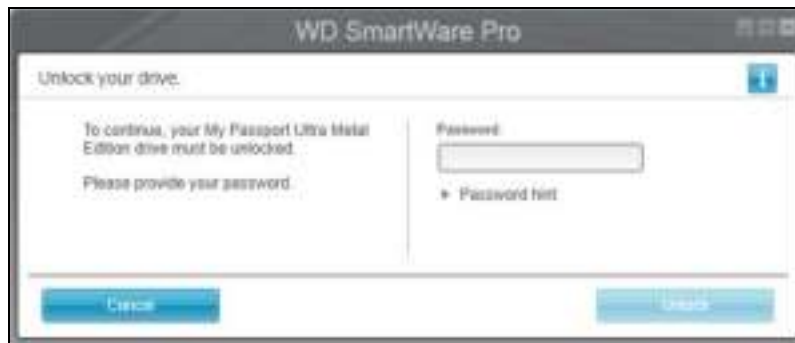 WD SmartWare Pro
Unlock your drive.
To continue, your My Passport Ultra Metal
Edition drive must be unlocked.
Please provide your password.
Password:
Password hint
Cancel
Unlock